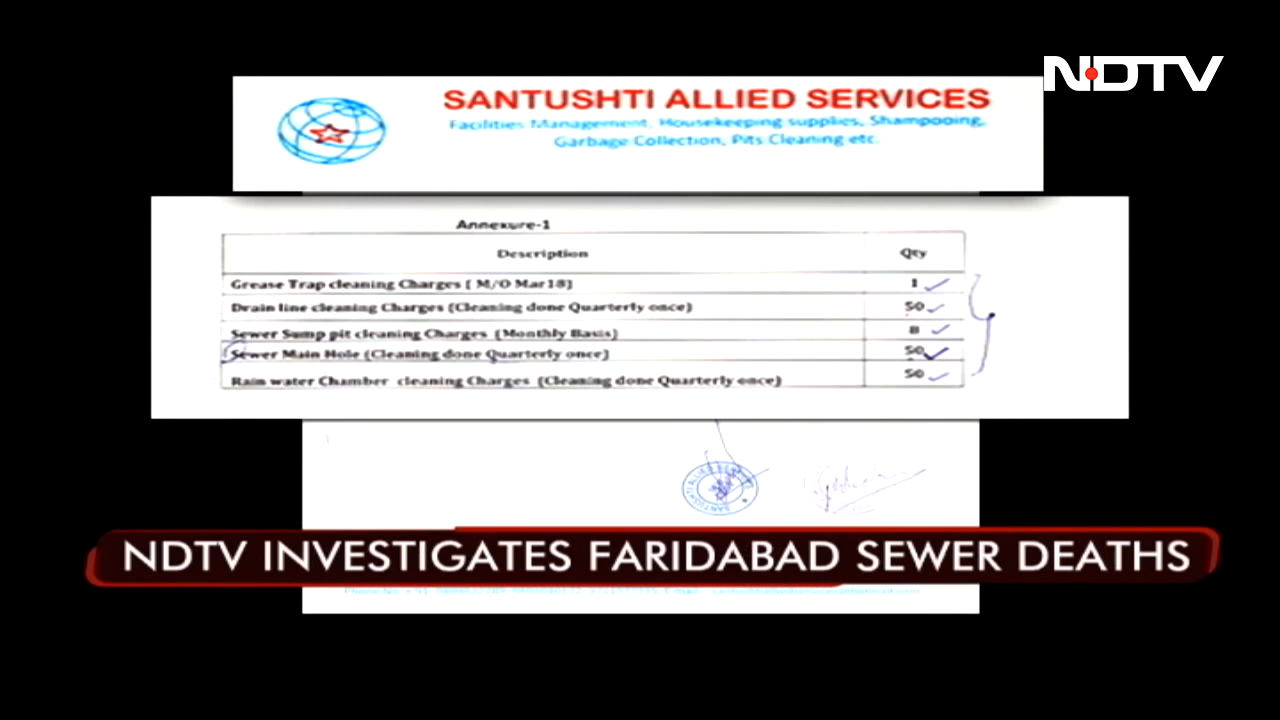 NDTV
SANTUSHTI ALLIED SERVICES
Facilities Management, Housekeeping supplies, Shampooing,
Garbage Collection, Pits Cleaning etc.
Annexure-1
Description Qty
Grease Trap cleaning Charges ( M/O Mar18) 1
Drain line cleaning Charges (Cleaning done Quarterly once) 50
Sewer Sump pit cleaning Charges (Monthly Basis) 8
Sewer Main Hole (Cleaning done Quarterly once) 50
Rain water Chamber cleaning Charges (Cleaning done Quarterly once) 50
SANTUSHTI ALLIED
NDTV INVESTIGATES FARIDABAD SEWER DEATHS